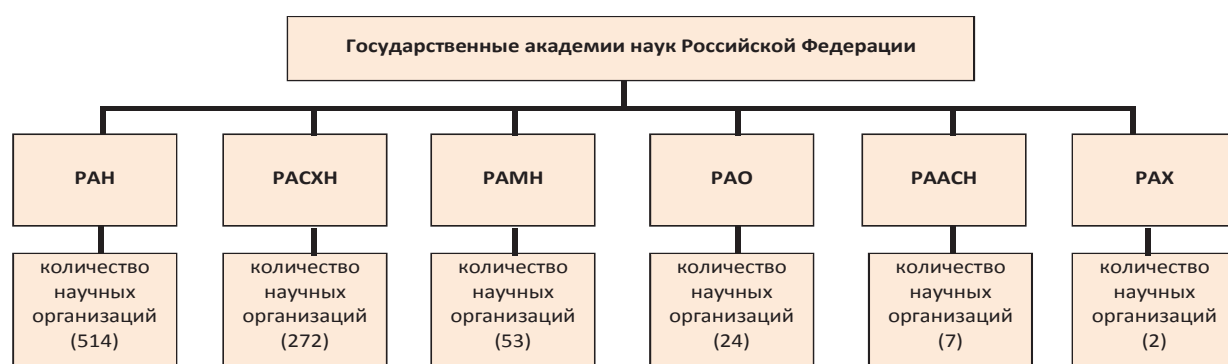 Государственные академии наук Российской Федерации
РАН
РАСХН
РАМН
РАО
РААСН
РАХ
количество
научных
организаций
(514)
количество
научных
организаций
(272)
количество
научных
организаций
(53)
количество
научных
организаций
(24)
количество
научных
организаций
(7)
количество
научных
организаций
(2)